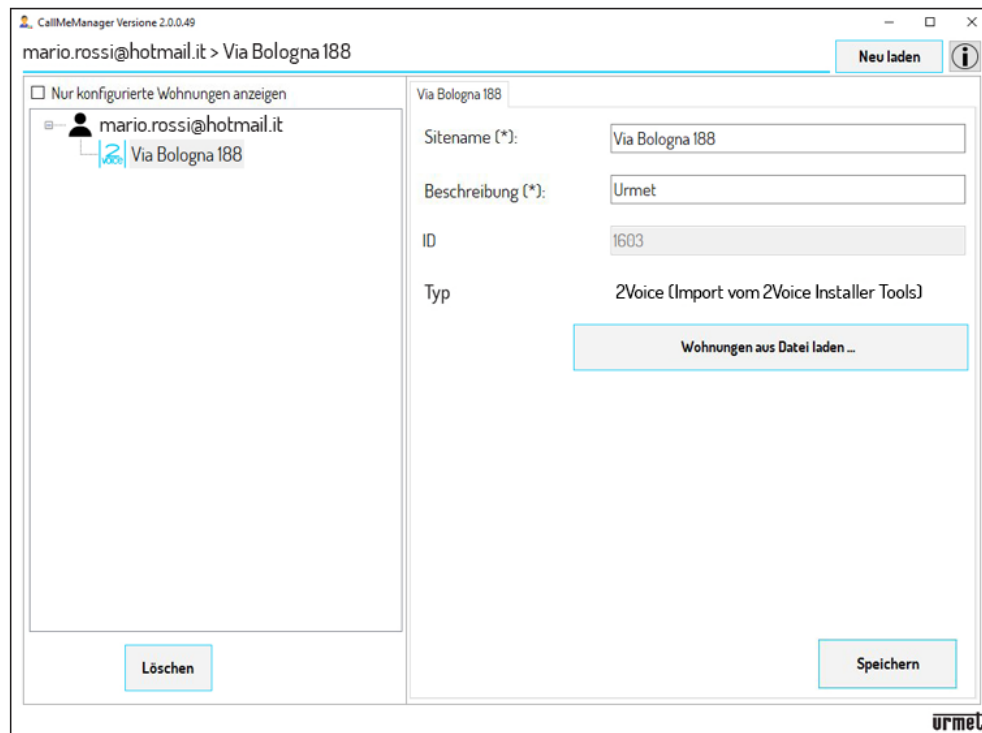 CallMeManager Versione 2.0.0.49
mario.rossi@hotmail.it > Via Bologna 188
Neu laden
Nur konfigurierte Wohnungen anzeigen
mario.rossi@hotmail.it
2 voice Via Bologna 188
Via Bologna 188
Sitename (*): Via Bologna 188
Beschreibung (*): Urmet
ID 1603
Typ 2Voice (Import vom 2Voice Installer Tools)
Wohnungen aus Datei laden ...
Löschen
Speichern
urmet